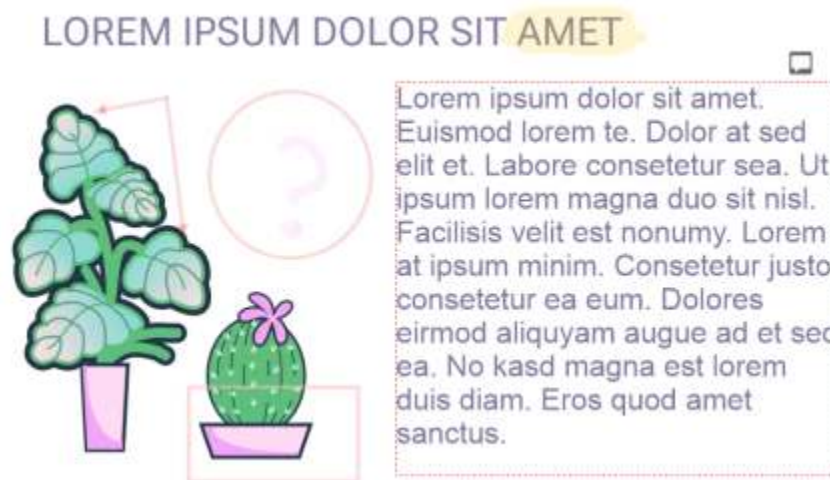 LOREM IPSUM DOLOR SIT AMET
?
Lorem ipsum dolor sit amet.
Euismod lorem te. Dolor at sed
elit et. Labore consetetur sea. Ut
ipsum lorem magna duo sit nisl.
Facilisis velit est nonumy. Lorem
at ipsum minim. Consetetur justo
consetetur ea eum. Dolores
eirmod aliquyam augue ad et sed
ea. No kasd magna est lorem
duis diam. Eros quod amet
sanctus.